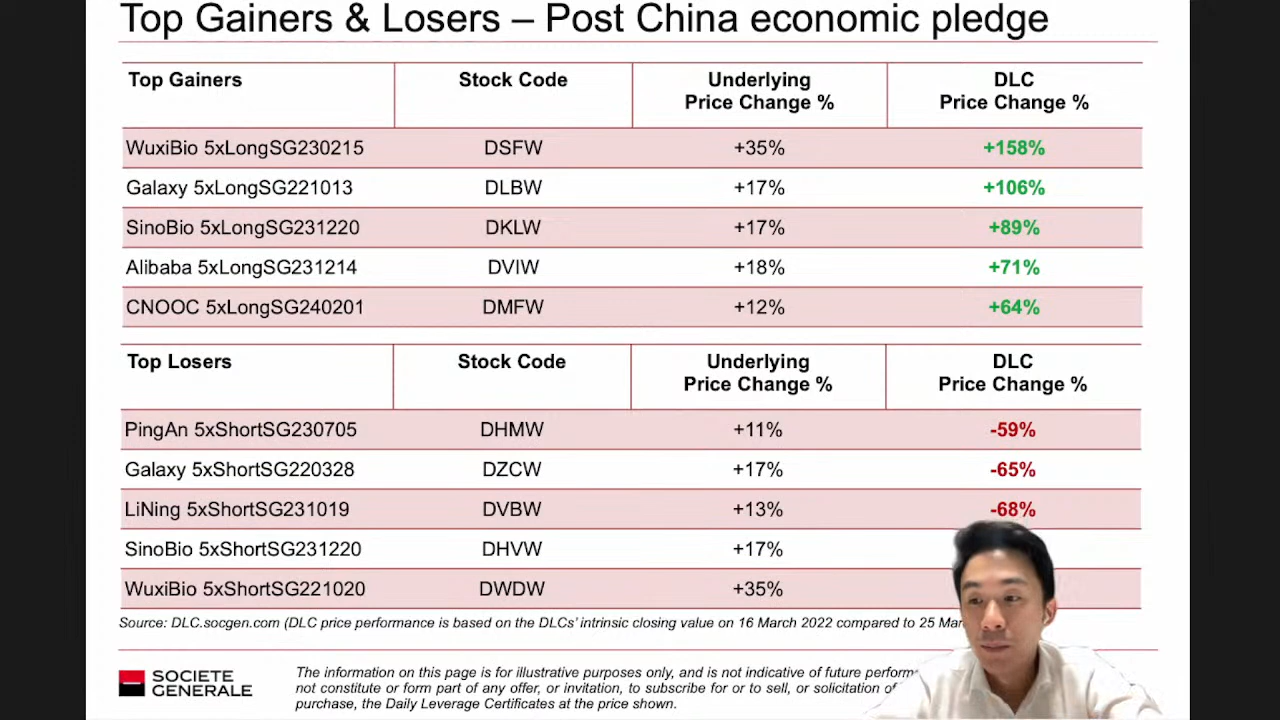 Top Gainers & Losers – Post China economic pledge
Top Gainers Stock Code Underlying Price Change % DLC Price Change %
WuxiBio 5xLongSG230215 DSFW +35% +158%
Galaxy 5xLongSG221013 DLBW +17% +106%
SinoBio 5xLongSG231220 DKLW +17% +89%
Alibaba 5xLongSG231214 DVIW +18% +71%
CNOOC 5xLongSG240201 DMFW +12% +64%
Top Losers Stock Code Underlying Price Change % DLC Price Change %
PingAn 5xShortSG230705 DHMW +11% -59%
Galaxy 5xShortSG220328 DZCW +17% -65%
LiNing 5xShortSG231019 DVBW +13% -68%
SinoBio 5xShortSG231220 DHVW +17%
WuxiBio 5xShortSG221020 DWDW +35%
Source: DLC.socgen.com (DLC price performance is based on the DLCs' intrinsic closing value on 16 March 2022 compared to 25
SOCIETE
GENERALE
The information on this page is for illustrative purposes only, and is not indicative of future
not constitute or form part of any offer, or invitation, to subscribe for or to sell, or solicitation of
purchase, the Daily Leverage Certificates at the price shown.